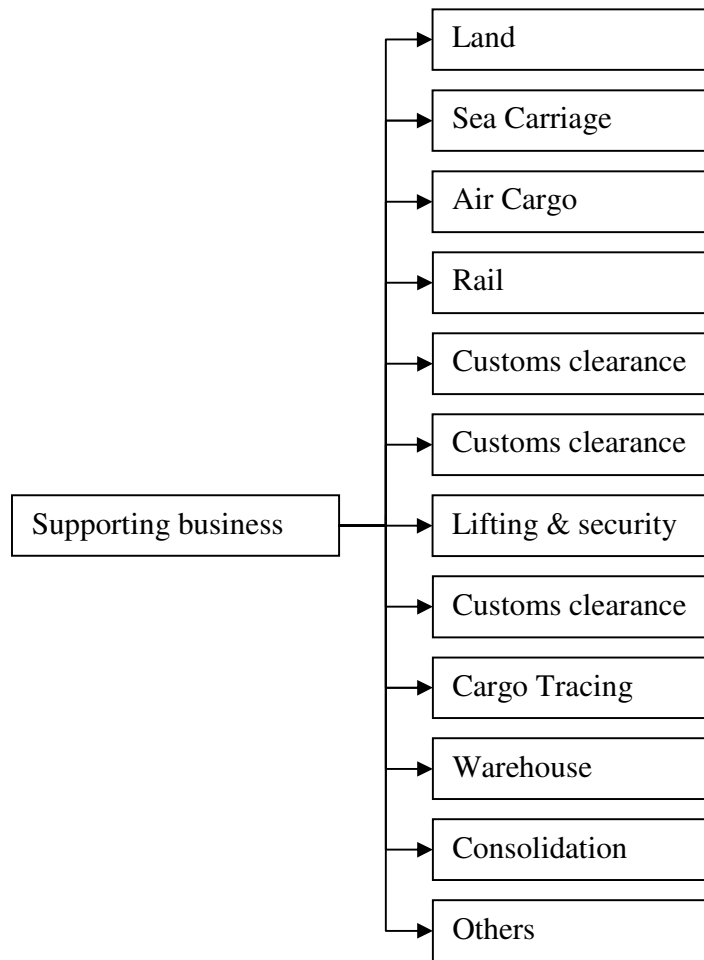 Land
Sea Carriage
Air Cargo
Rail
Customs clearance
Customs clearance
Supporting business
Lifting & security
Customs clearance
Cargo Tracing
Warehouse
Consolidation
Others